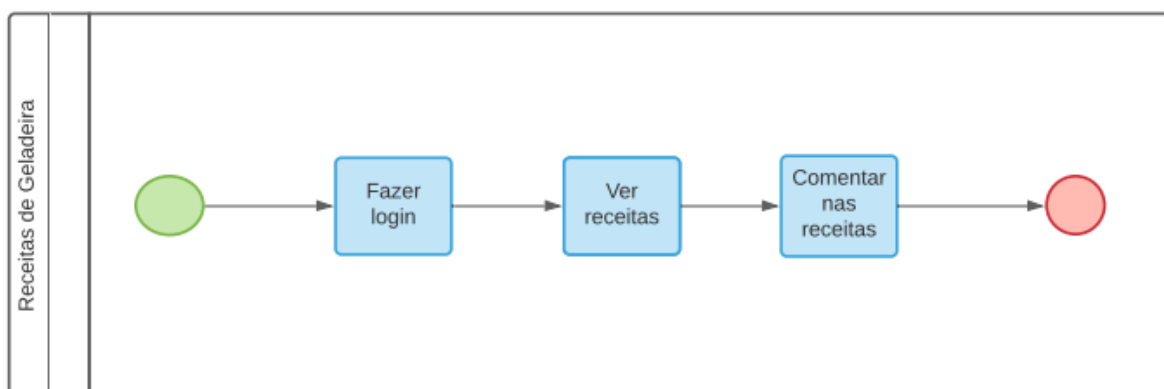 Receitas de Geladeira
Fazer
login
Ver
receitas
Comentar
nas
receitas